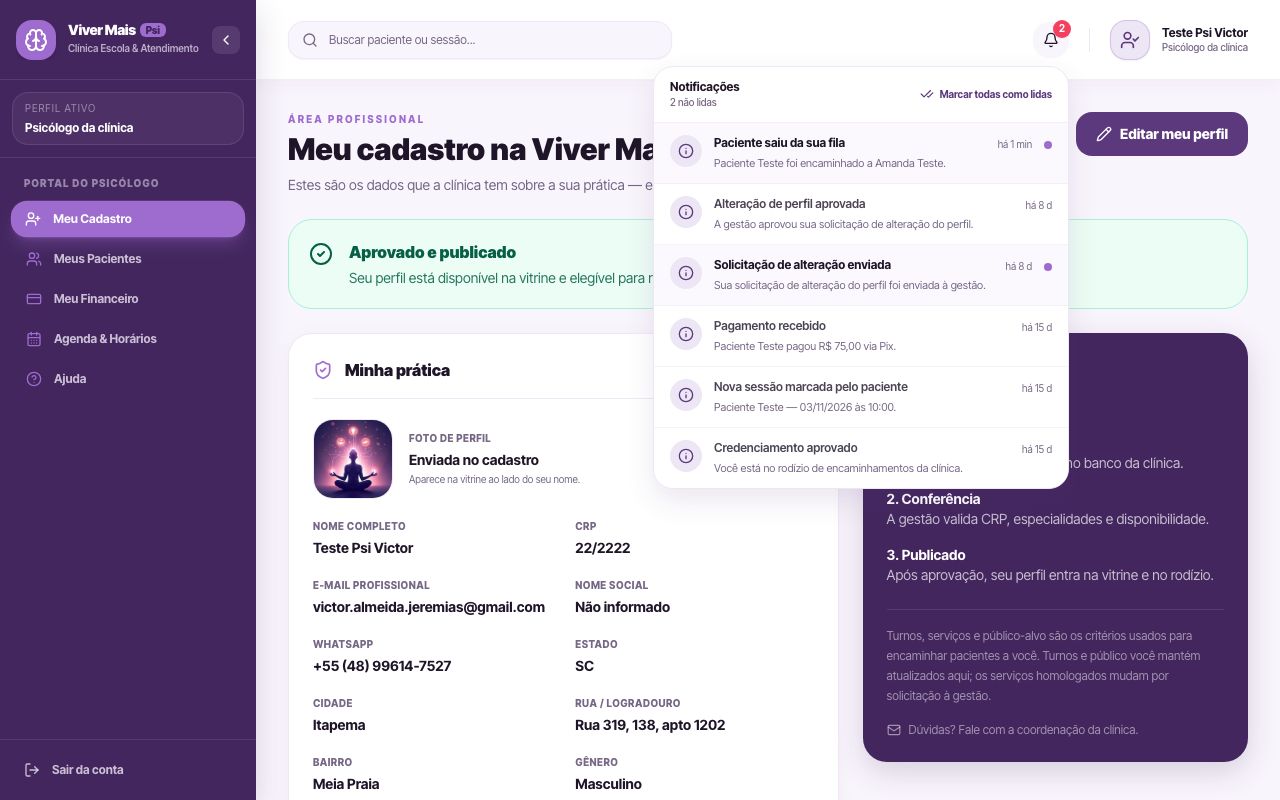 Viver Mais Psi
Clínica Escola & Atendimento
PERFIL ATIVO
Psicólogo da clínica
PORTAL DO PSICÓLOGO
Meu Cadastro
Meus Pacientes
Meu Financeiro
Agenda & Horários
Ajuda
Sair da conta
Buscar paciente ou sessão...
2
Teste Psi Victor
Psicólogo da clínica
ÁREA PROFISSIONAL
Meu cadastro na Viver Ma
Estes são os dados que a clínica tem sobre a sua prática — e
Editar meu perfil
Notificações
2 não lidas
Marcar todas como lidas
Paciente saiu da sua fila
há 1 min
Paciente Teste foi encaminhado a Amanda Teste.
Alteração de perfil aprovada
há 8 d
A gestão aprovou sua solicitação de alteração do perfil.
Solicitação de alteração enviada
há 8 d
Sua solicitação de alteração do perfil foi enviada à gestão.
Pagamento recebido
há 15 d
Paciente Teste pagou R$ 75,00 via Pix.
Nova sessão marcada pelo paciente
há 15 d
Paciente Teste — 03/11/2026 às 10:00.
Credenciamento aprovado
há 15 d
Você está no rodízio de encaminhamentos da clínica.
Aprovado e publicado
Seu perfil está disponível na vitrine e elegível para r
Minha prática
FOTO DE PERFIL
Enviada no cadastro
Aparece na vitrine ao lado do seu nome.
NOME COMPLETO
Teste Psi Victor
CRP
22/2222
E-MAIL PROFISSIONAL
victor.almeida.jeremias@gmail.com
NOME SOCIAL
Não informado
WHATSAPP
+55 (48) 99614-7527
ESTADO
SC
CIDADE
Itapema
RUA / LOGRADOURO
Rua 319, 138, apto 1202
BAIRRO
Meia Praia
GÊNERO
Masculino
no banco da clínica.
2. Conferência
A gestão valida CRP, especialidades e disponibilidade.
3. Publicado
Após aprovação, seu perfil entra na vitrine e no rodízio.
Turnos, serviços e público-alvo são os critérios usados para
encaminhar pacientes a você. Turnos e público você mantém
atualizados aqui; os serviços homologados mudam por
solicitação à gestão.
Dúvidas? Fale com a coordenação da clínica.